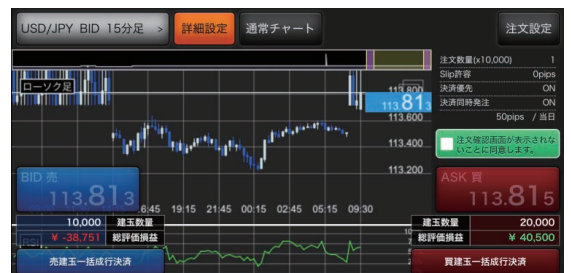 USD/JPY BID 15分足 >
詳細設定
通常チャート
注文設定
注文数量(x10,000) 1
Slip許容 0pips
決済優先 ON
決済同時発注 ON
50pips / 当日
注文確認画面が表示されな
いことに同意します。
ローソク足
113.800
113.813
113.600
113.400
113.200
BID 売
113.813
ASK 買
113.815
6:45 19:15 21:45 00:15 02:45 05:15 09:30
10,000 建玉数量
¥ -38,751 総評価損益
売建玉一括成行決済
RSI
建玉数量 20,000
総評価損益 ¥ 40,500
買建玉一括成行決済